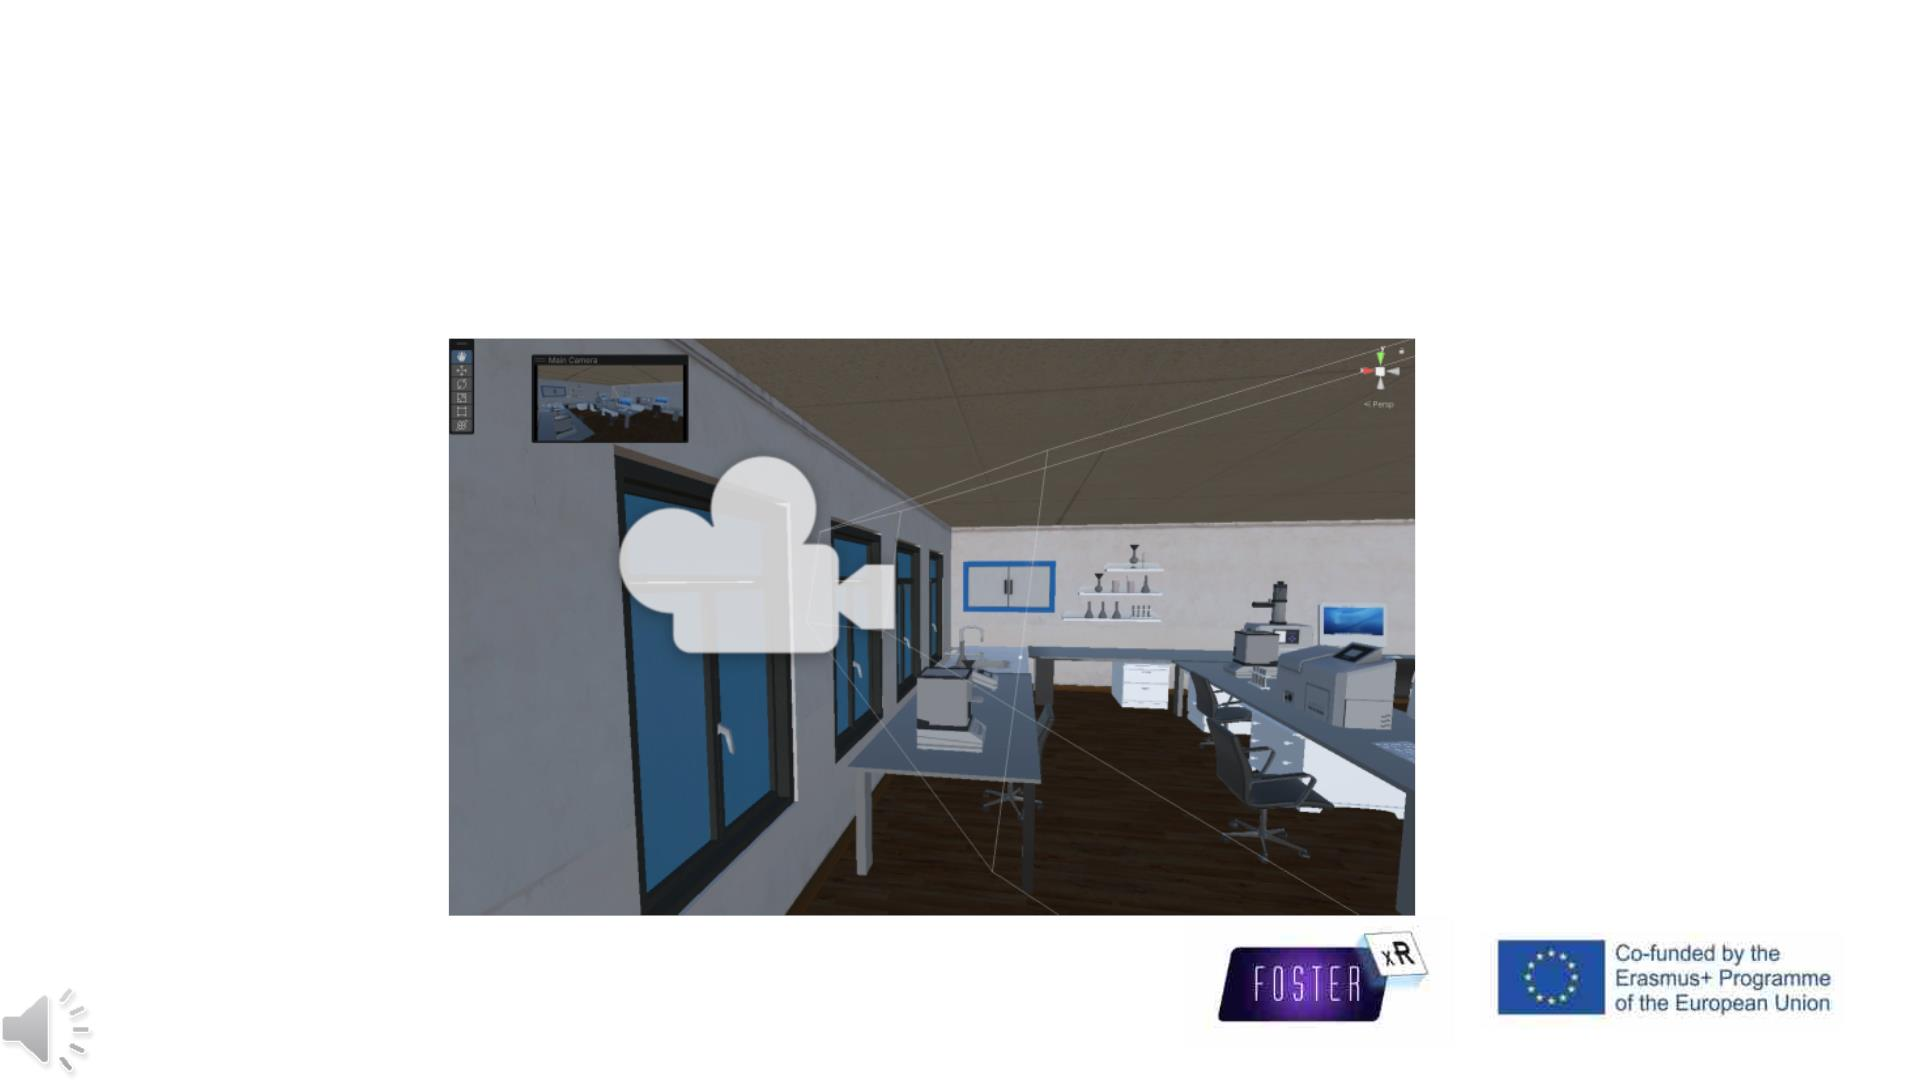 Main Camera
< Persp
FOSTER
xR
Co-funded by the
Erasmus+ Programme
of the European Union